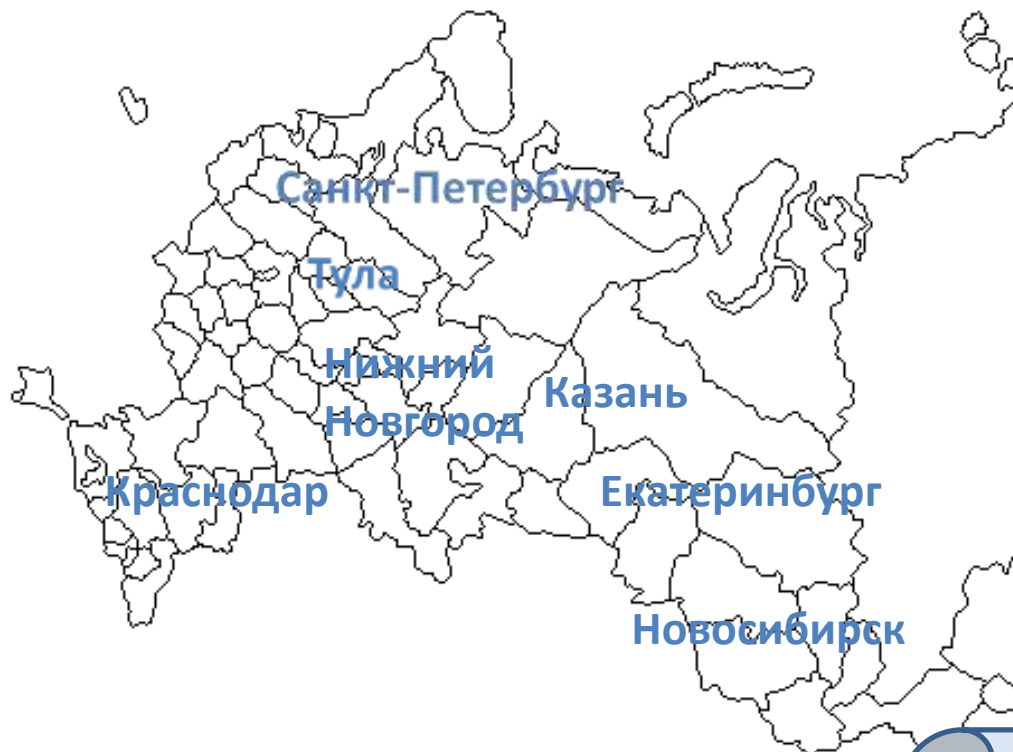 Санкт-Петербург
Тула
Нижний
Новгород
Казань
Краснодар
Екатеринбург
Новосибирск